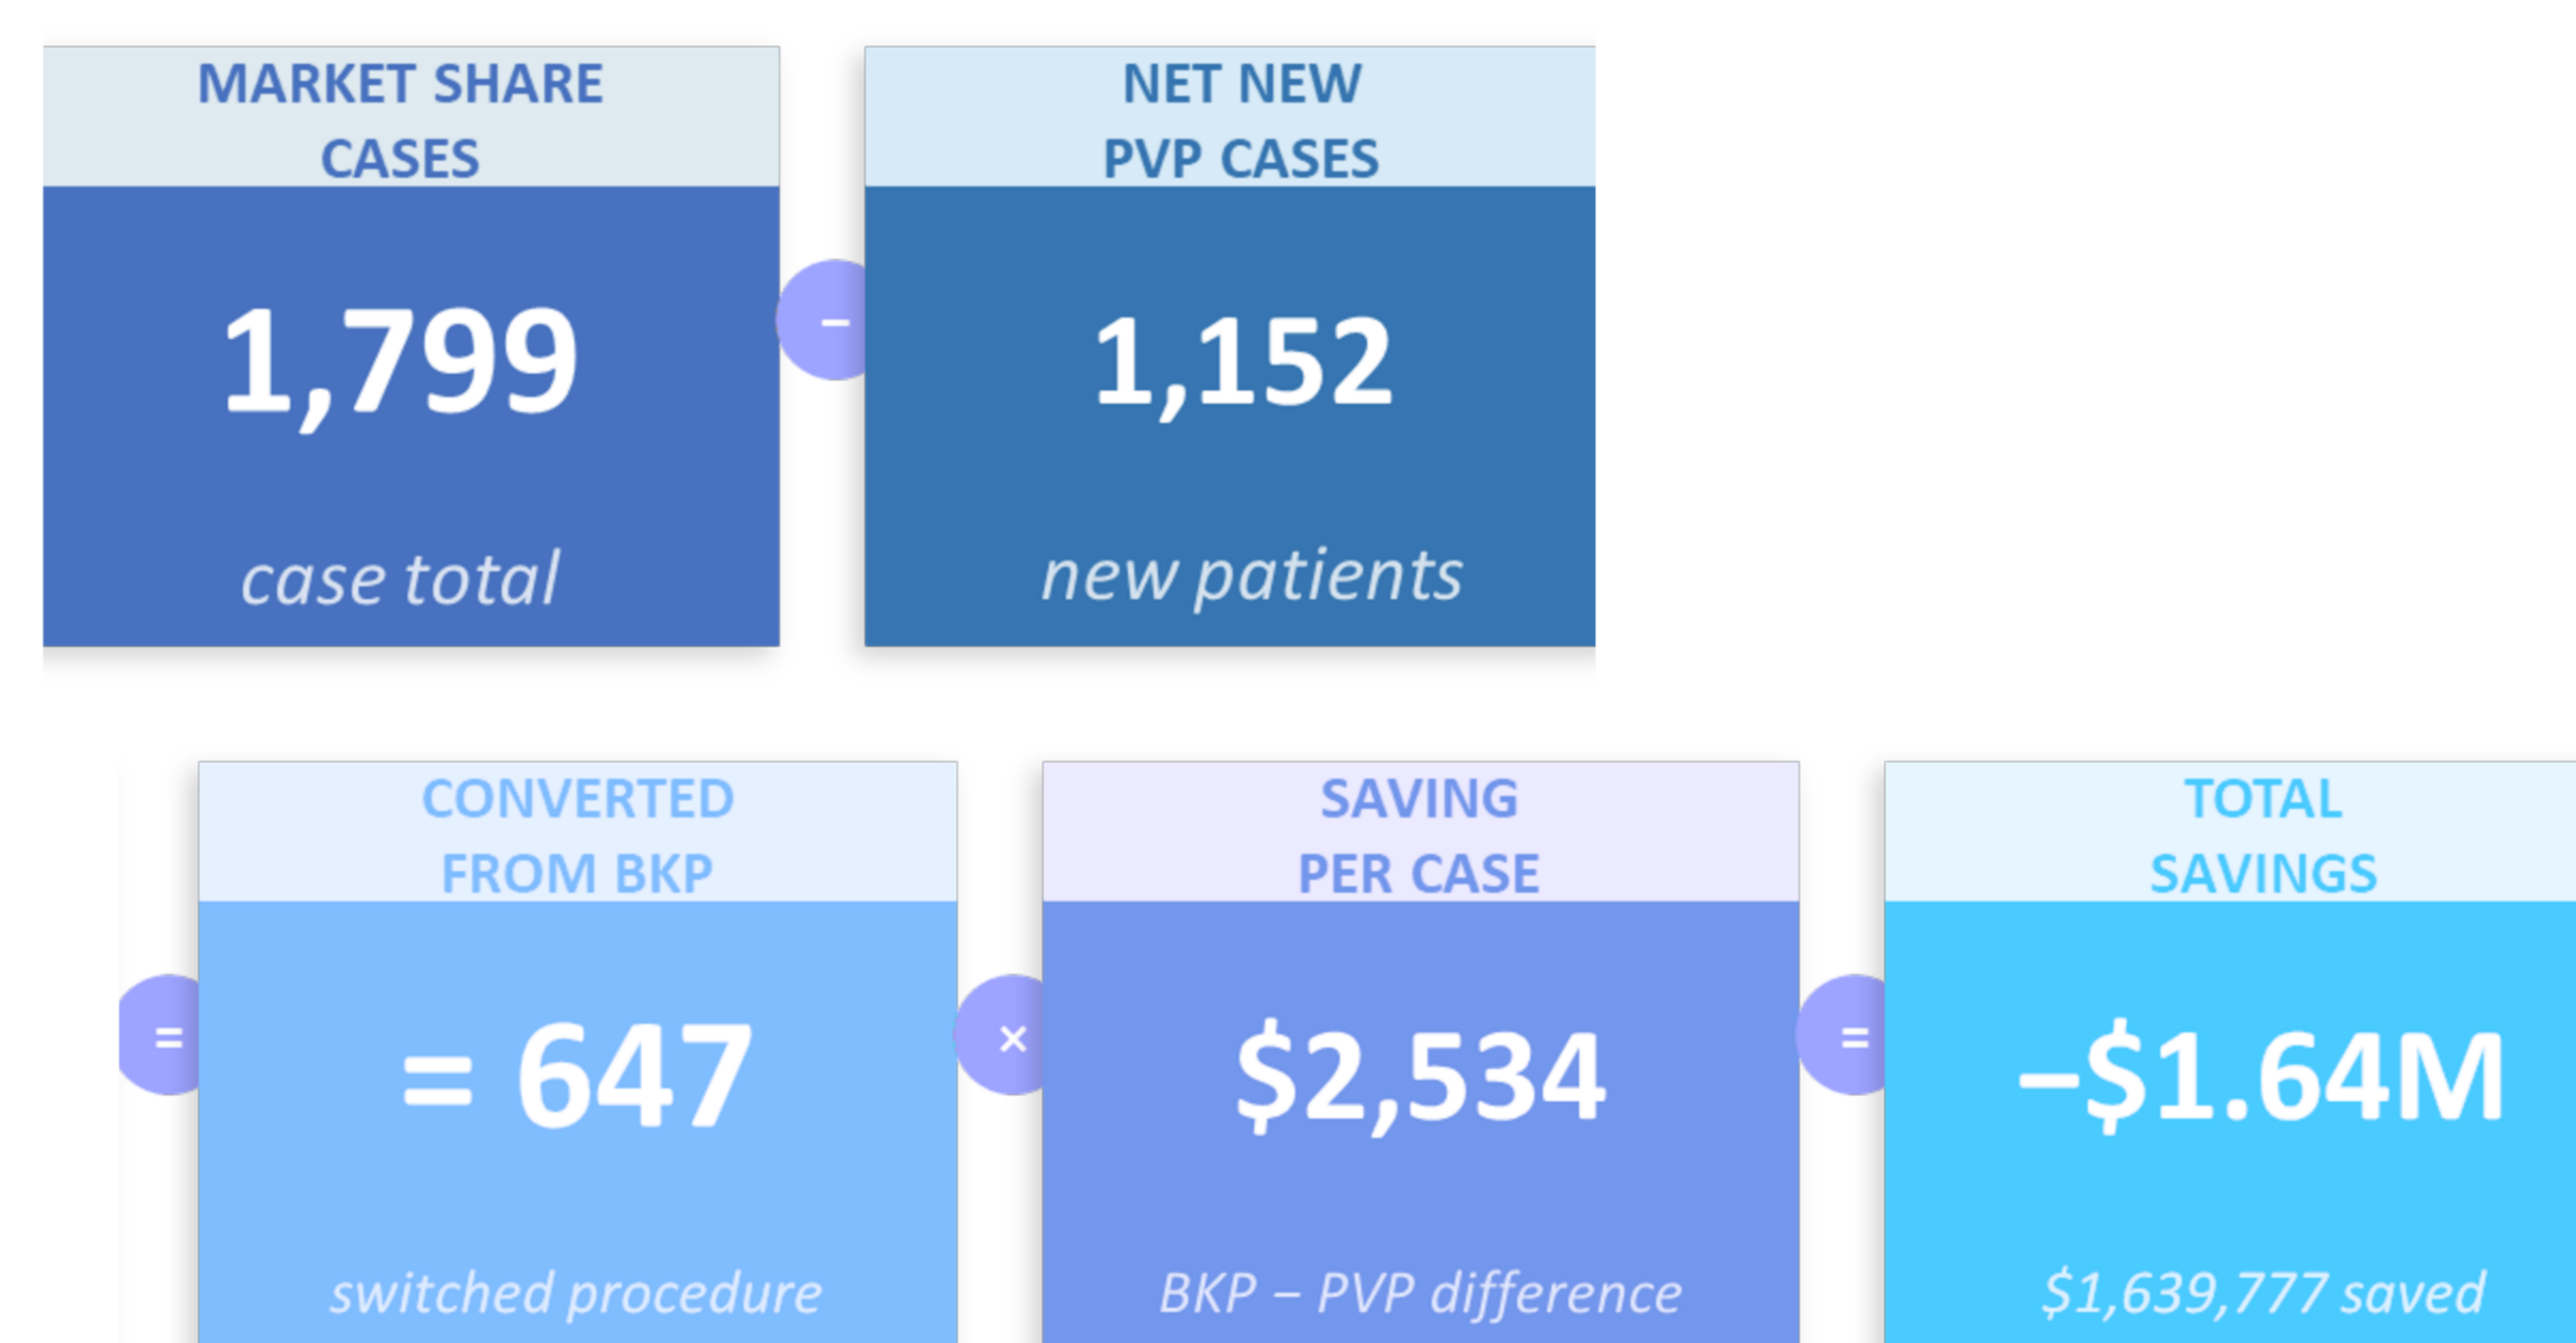 MARKET SHARE
CASES
1,799
case total
–
NET NEW
PVP CASES
1,152
new patients
=
CONVERTED
FROM BKP
= 647
switched procedure
×
SAVING
PER CASE
$2,534
BKP – PVP difference
=
TOTAL
SAVINGS
–$1.64M
$1,639,777 saved